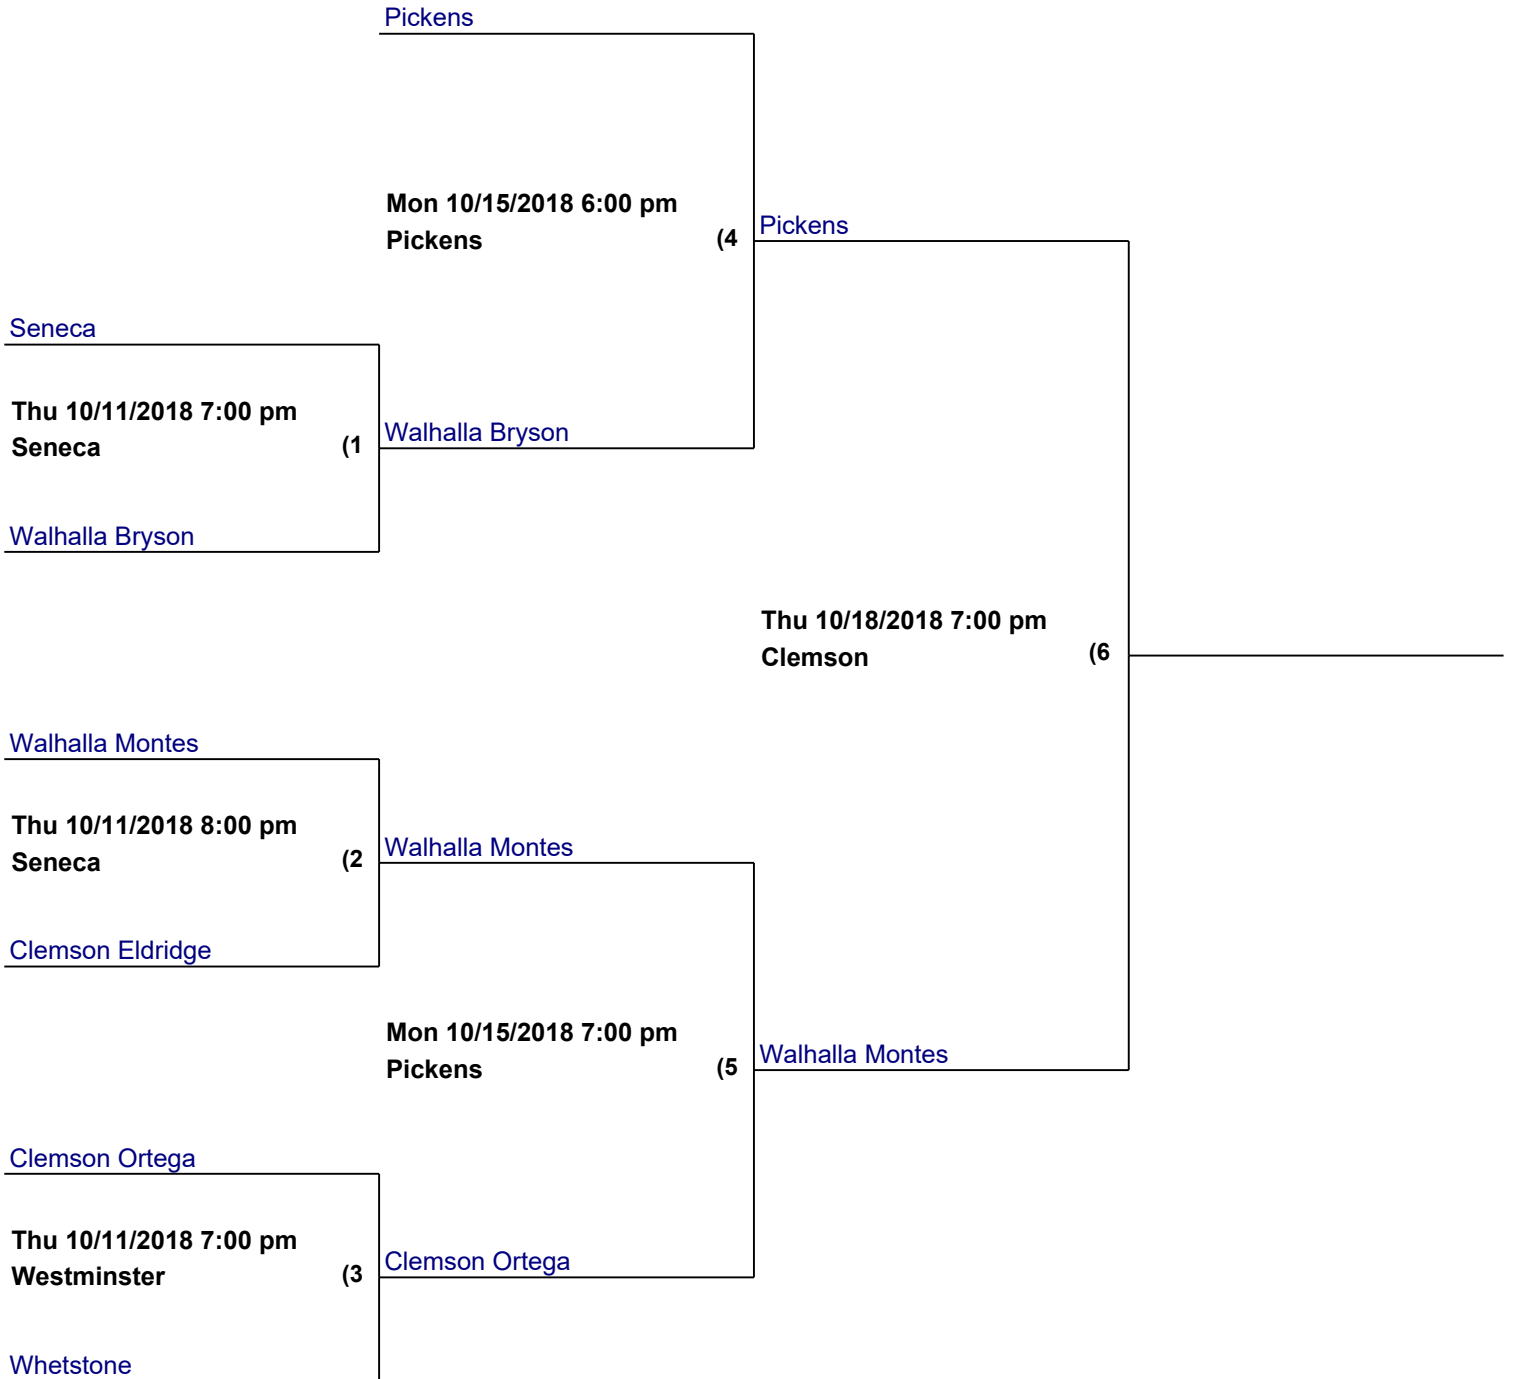 Pickens
Mon 10/15/2018 6:00 pm
Pickens (4
Pickens
Seneca
Thu 10/11/2018 7:00 pm
Seneca (1
Walhalla Bryson
Walhalla Bryson
Thu 10/18/2018 7:00 pm
Clemson (6
Walhalla Montes
Thu 10/11/2018 8:00 pm
Seneca (2
Walhalla Montes
Clemson Eldridge
Mon 10/15/2018 7:00 pm
Pickens (5
Walhalla Montes
Clemson Ortega
Thu 10/11/2018 7:00 pm
Westminster (3
Clemson Ortega
Whetstone